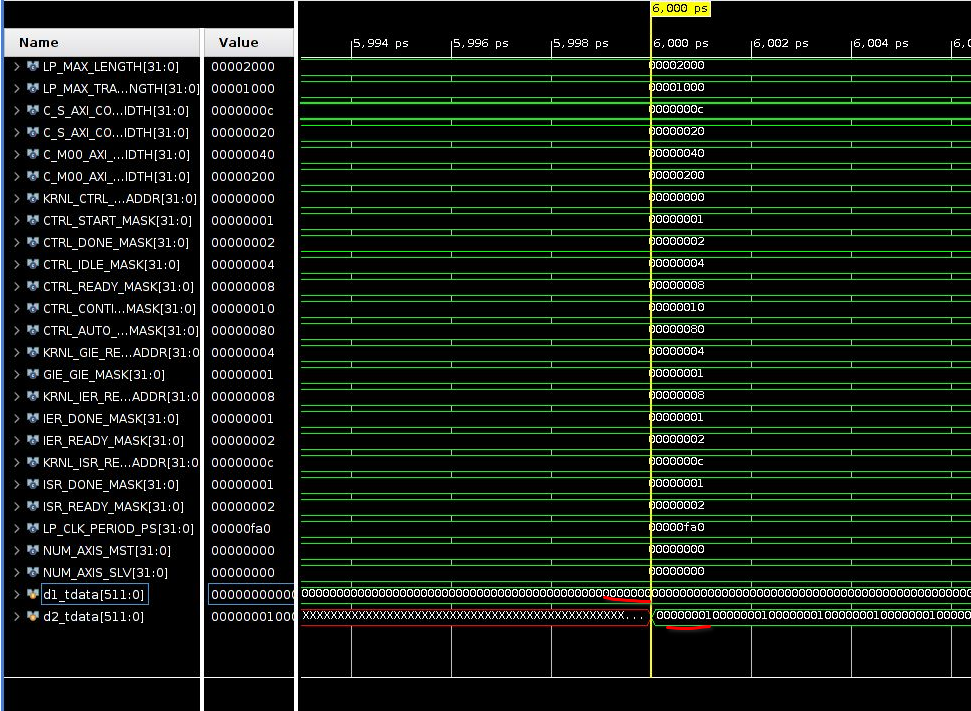 6,000 ps
Name Value 5,994 ps 5,996 ps 5,998 ps 6,000 ps 6,002 ps 6,004 ps 6,0
LP_MAX_LENGTH[31:0] 00002000 00002000
LP_MAX_TRA...NGTH[31:0] 00001000 00001000
C_S_AXI_CO...IDTH[31:0] 0000000c 0000000c
C_S_AXI_CO...IDTH[31:0] 00000020 00000020
C_M00_AXI_...IDTH[31:0] 00000040 00000040
C_M00_AXI_...IDTH[31:0] 00000200 00000200
KRNL_CTRL_...ADDR[31:0] 00000000 00000000
CTRL_START_MASK[31:0] 00000001 00000001
CTRL_DONE_MASK[31:0] 00000002 00000002
CTRL_IDLE_MASK[31:0] 00000004 00000004
CTRL_READY_MASK[31:0] 00000008 00000008
CTRL_CONTI...MASK[31:0] 00000010 00000010
CTRL_AUTO_...MASK[31:0] 00000080 00000080
KRNL_GIE_RE...ADDR[31:0 00000004 00000004
GIE_GIE_MASK[31:0] 00000001 00000001
KRNL_IER_RE...ADDR[31:0] 00000008 00000008
IER_DONE_MASK[31:0] 00000001 00000001
IER_READY_MASK[31:0] 00000002 00000002
KRNL_ISR_RE...ADDR[31:0 0000000c 0000000c
ISR_DONE_MASK[31:0] 00000001 00000001
ISR_READY_MASK[31:0] 00000002 00000002
LP_CLK_PERIOD_PS[31:0] 00000fa0 00000fa0
NUM_AXIS_MST[31:0] 00000000 00000000
NUM_AXIS_SLV[31:0] 00000000 00000000
d1_tdata[511:0] 00000000000
d2_tdata[511:0] 00000001000